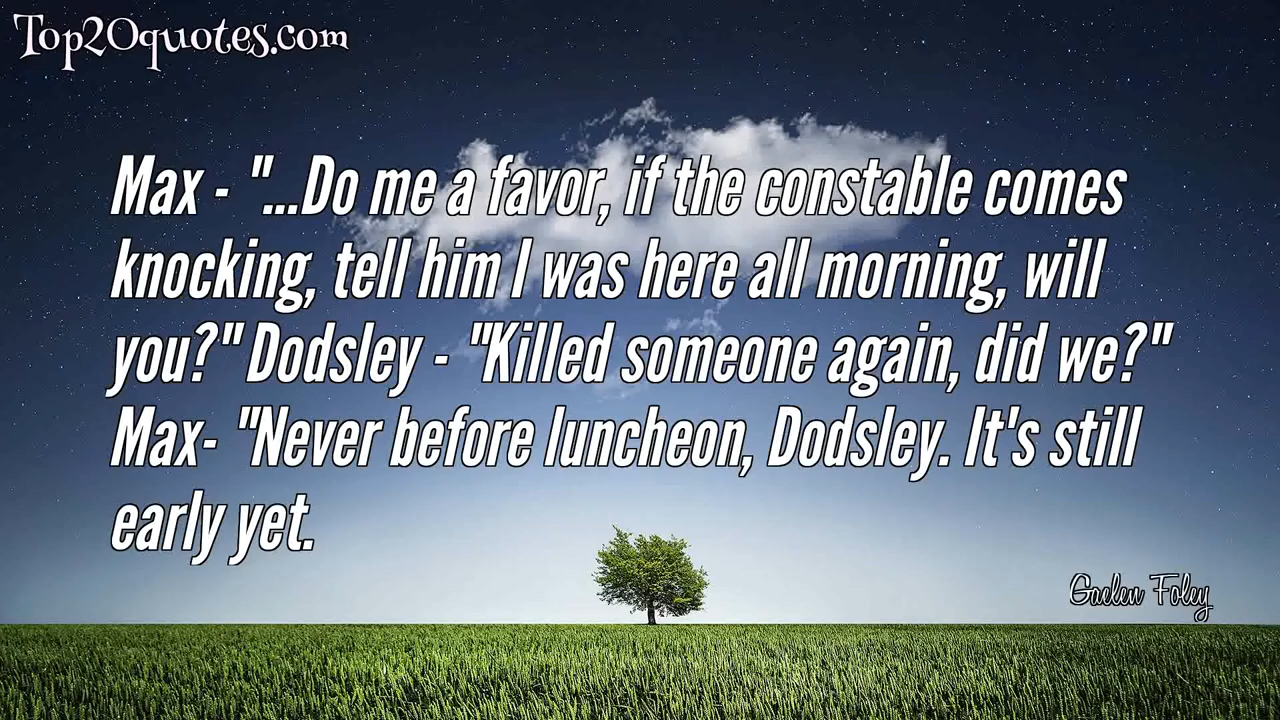 Top20quotes.com
Max - "...Do me a favor, if the constable comes
knocking, tell him I was here all morning, will
you?" Dodsley - "Killed someone again, did we?"
Max- "Never before luncheon, Dodsley. It's still
early yet.
Gaelen Foley